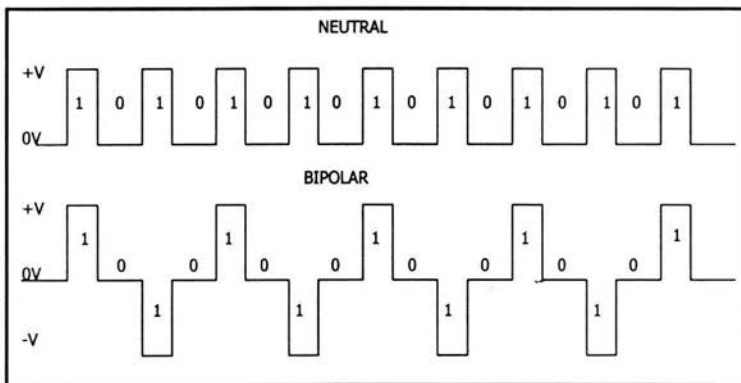 NEUTRAL
+V
1 0 1 0 1 0 1 0 1 0 1 0 1 0 1 0 1
0V
BIPOLAR
+V
1 1 1 1 1
0V 0 0 0 0 0 0 0 0
1 1 1 1
-V